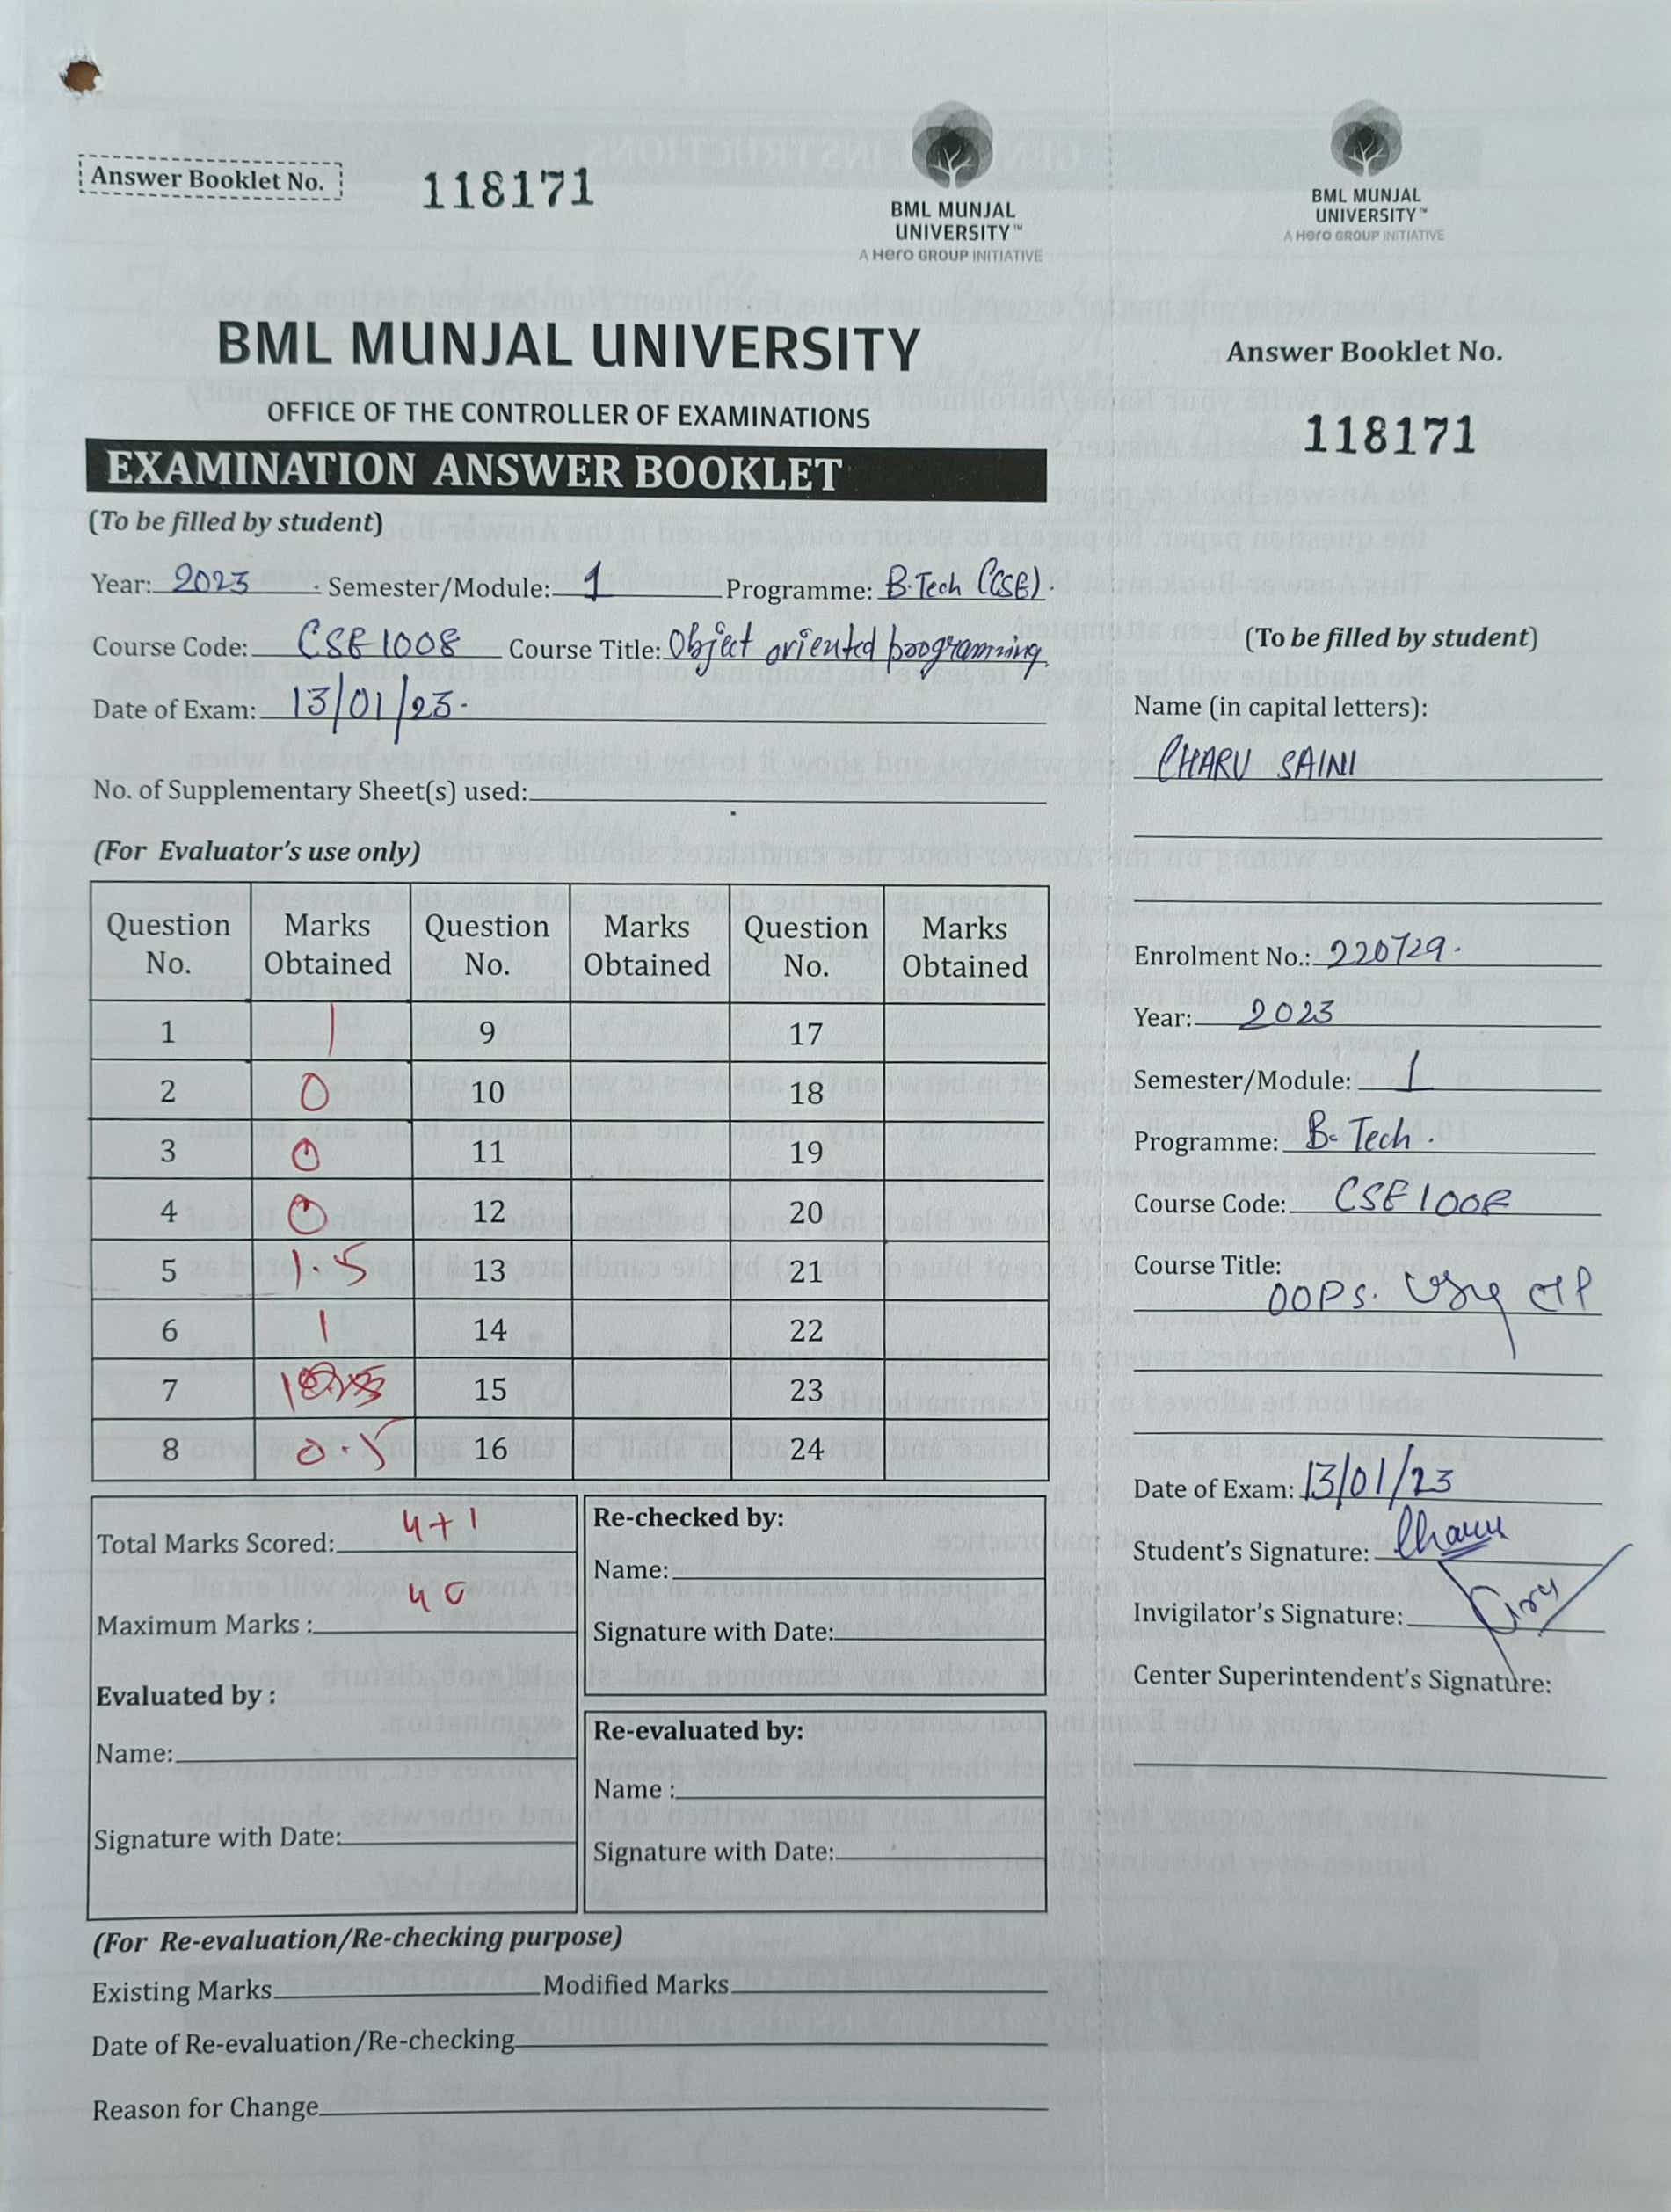 Answer Booklet No.
118171
BML MUNJAL
UNIVERSITY™
A Hero GROUP INITIATIVE
BML MUNJAL UNIVERSITY
OFFICE OF THE CONTROLLER OF EXAMINATIONS
EXAMINATION ANSWER BOOKLET
(To be filled by student)
Year: 2023 Semester/Module: 1 Programme: B.Tech (CSE).
Course Code: CSE1008 Course Title: Object oriented programming
Date of Exam: 13/01/23.
No. of Supplementary Sheet(s) used:
(For Evaluator's use only)
Question No. Marks Obtained Question No. Marks Obtained Question No. Marks Obtained
1 1 9 17
2 0 10 18
3 0 11 19
4 0 12 20
5 1.5 13 21
6 1 14 22
7 1 15 23
8 0.5 16 24
Total Marks Scored: 4+1
Maximum Marks : 40
Evaluated by :
Name:
Signature with Date:
Re-checked by:
Name:
Signature with Date:
Re-evaluated by:
Name :
Signature with Date:
(For Re-evaluation/Re-checking purpose)
Existing Marks Modified Marks
Date of Re-evaluation/Re-checking
Reason for Change
BML MUNJAL
UNIVERSITY™
A Hero GROUP INITIATIVE
Answer Booklet No.
118171
(To be filled by student)
Name (in capital letters):
CHARU SAINI
Enrolment No.: 220729.
Year: 2023
Semester/Module: 1
Programme: B. Tech.
Course Code: CSE1008
Course Title:
OOPs.
Date of Exam: 13/01/23
Student's Signature: Charu
Invigilator's Signature:
Center Superintendent's Signature: